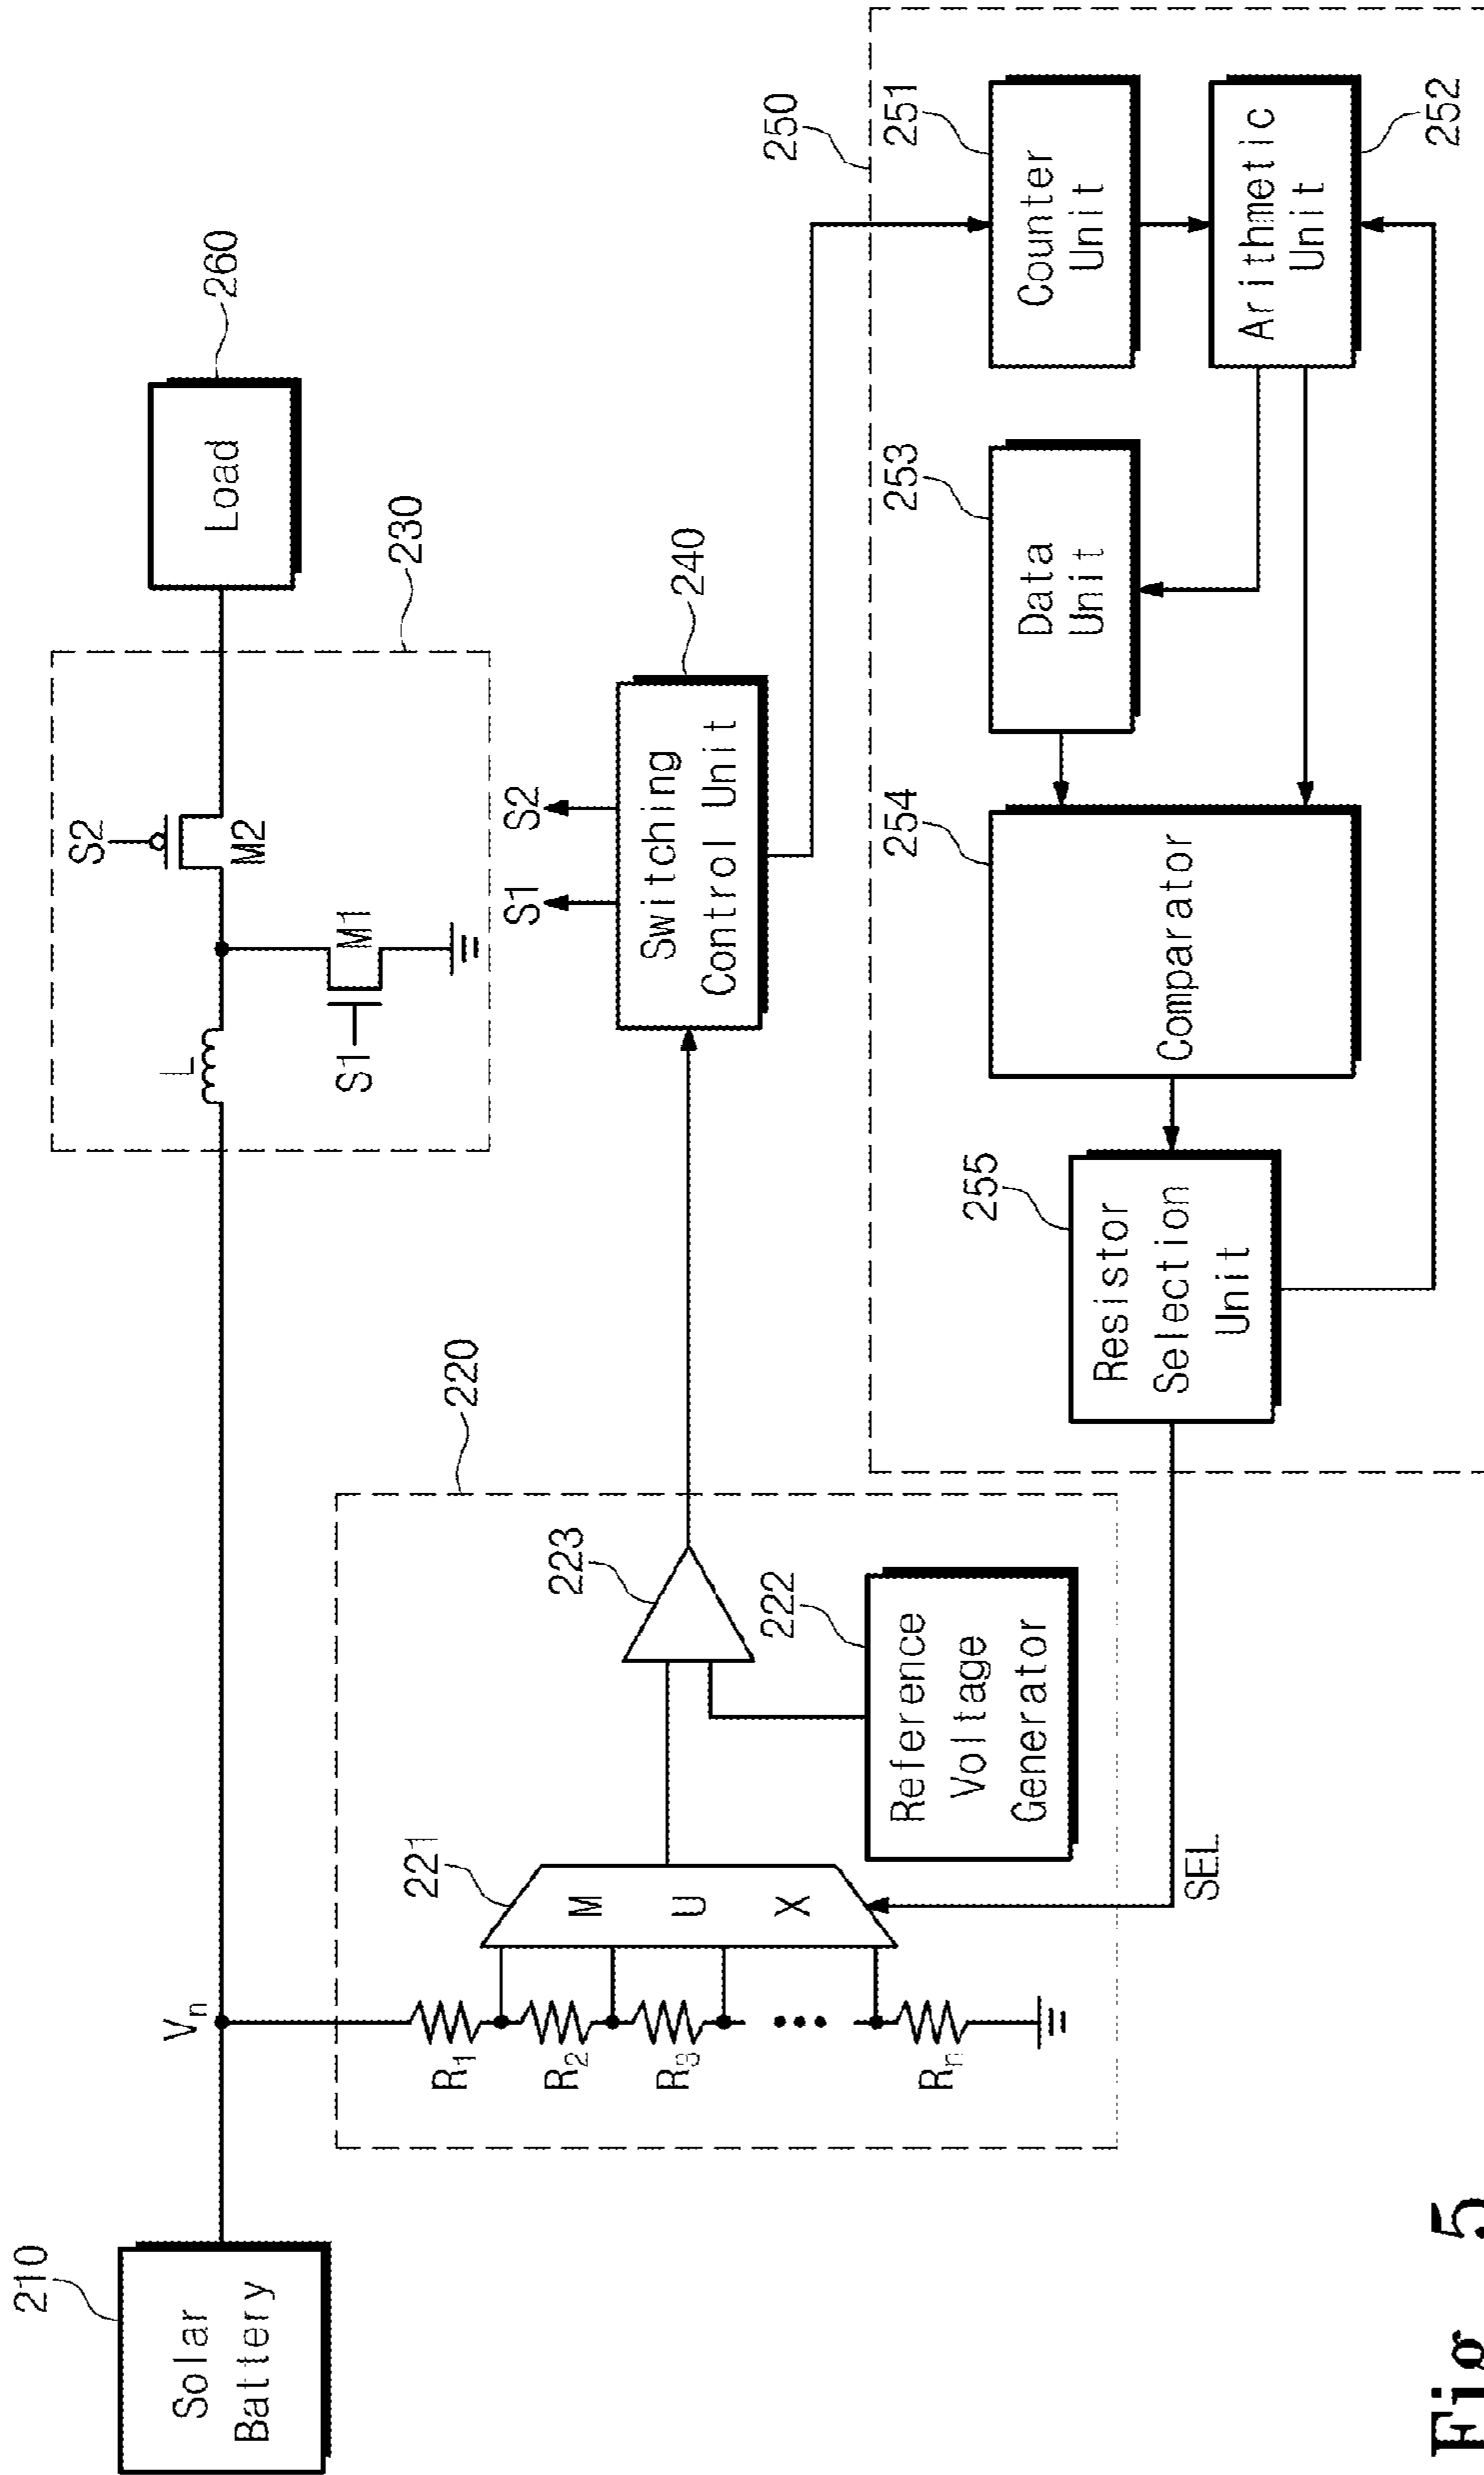 210
Solar
Battery
Vn
L
S1
M1
S2
M2
230
Load
260
220
R1
R2
R3
Rn
221
M
U
X
223
222
Reference
Voltage
Generator
SEL
S1
S2
240
Switching
Control Unit
250
255
Resistor
Selection
Unit
254
Comparator
253
Data
Unit
251
Counter
Unit
Arithmetic
Unit
252
Fig. 5